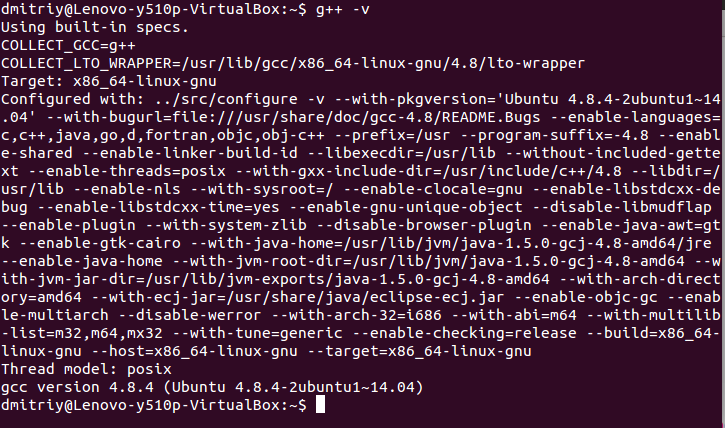 dmitriy@Lenovo-y510p-VirtualBox:~$ g++ -v
Using built-in specs.
COLLECT_GCC=g++
COLLECT_LTO_WRAPPER=/usr/lib/gcc/x86_64-linux-gnu/4.8/lto-wrapper
Target: x86_64-linux-gnu
Configured with: ../src/configure -v --with-pkgversion='Ubuntu 4.8.4-2ubuntu1~14
.04' --with-bugurl=file:///usr/share/doc/gcc-4.8/README.Bugs --enable-languages=
c,c++,java,go,d,fortran,objc,obj-c++ --prefix=/usr --program-suffix=-4.8 --enabl
e-shared --enable-linker-build-id --libexecdir=/usr/lib --without-included-gette
xt --enable-threads=posix --with-gxx-include-dir=/usr/include/c++/4.8 --libdir=/
usr/lib --enable-nls --with-sysroot=/ --enable-clocale=gnu --enable-libstdcxx-de
bug --enable-libstdcxx-time=yes --enable-gnu-unique-object --disable-libmudflap
--enable-plugin --with-system-zlib --disable-browser-plugin --enable-java-awt=gt
k --enable-gtk-cairo --with-java-home=/usr/lib/jvm/java-1.5.0-gcj-4.8-amd64/jre
--enable-java-home --with-jvm-root-dir=/usr/lib/jvm/java-1.5.0-gcj-4.8-amd64 --w
ith-jvm-jar-dir=/usr/lib/jvm-exports/java-1.5.0-gcj-4.8-amd64 --with-arch-direct
ory=amd64 --with-ecj-jar=/usr/share/java/eclipse-ecj.jar --enable-objc-gc --enab
le-multiarch --disable-werror --with-arch-32=i686 --with-abi=m64 --with-multilib
-list=m32,m64,mx32 --with-tune=generic --enable-checking=release --build=x86_64-
linux-gnu --host=x86_64-linux-gnu --target=x86_64-linux-gnu
Thread model: posix
gcc version 4.8.4 (Ubuntu 4.8.4-2ubuntu1~14.04)
dmitriy@Lenovo-y510p-VirtualBox:~$